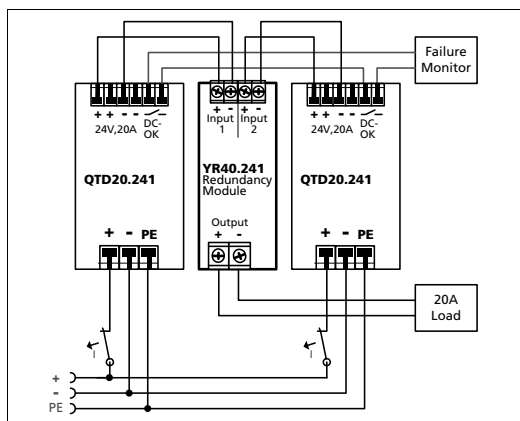 Failure
Monitor
+ + - -
24V,20A
DC-
OK
QTD20.241
+ - PE
+ - + -
Input
1
Input
2
YR40.241
Redundancy
Module
Output
+ -
+ + - -
24V,20A
DC-
OK
QTD20.241
+ - PE
20A
Load
I
I
+
-
PE